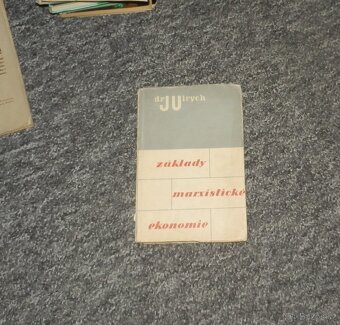 dr JUlrych
základy
marxistické
ekonomie